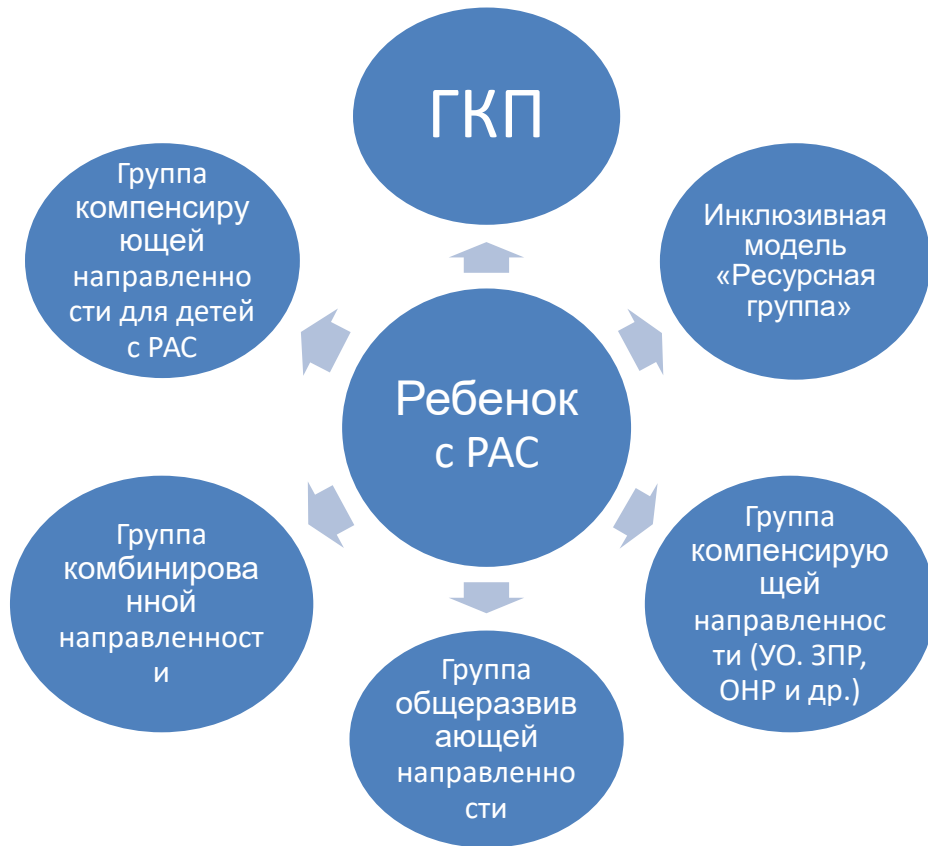 ГКП
Группа
компенсиру
ющей
направленно
сти для детей
с РАС
Инклюзивная
модель
«Ресурсная
группа»
Ребенок
с РАС
Группа
комбинирова
нной
направленност
и
Группа
компенсирую
щей
направленнос
ти (УО. ЗПР,
ОНР и др.)
Группа
общеразвив
ающей
направленно
сти